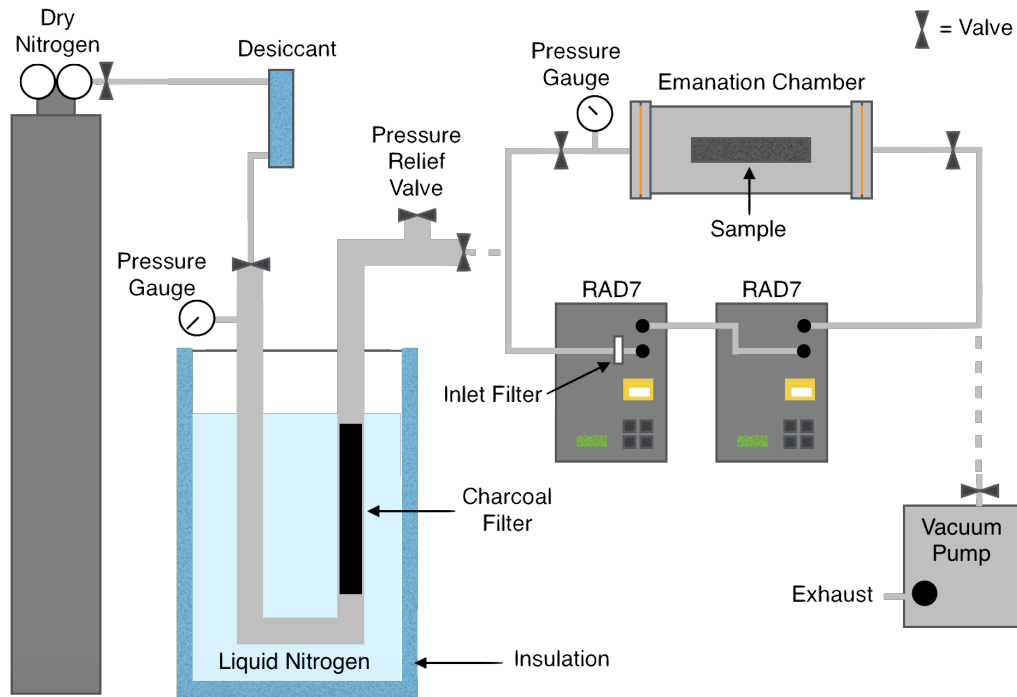 Dry
Nitrogen
Desiccant
Pressure
Relief
Valve
Pressure
Gauge
Emanation Chamber
= Valve
Sample
Pressure
Gauge
RAD7
RAD7
Inlet Filter
Charcoal
Filter
Liquid Nitrogen
Insulation
Vacuum
Pump
Exhaust